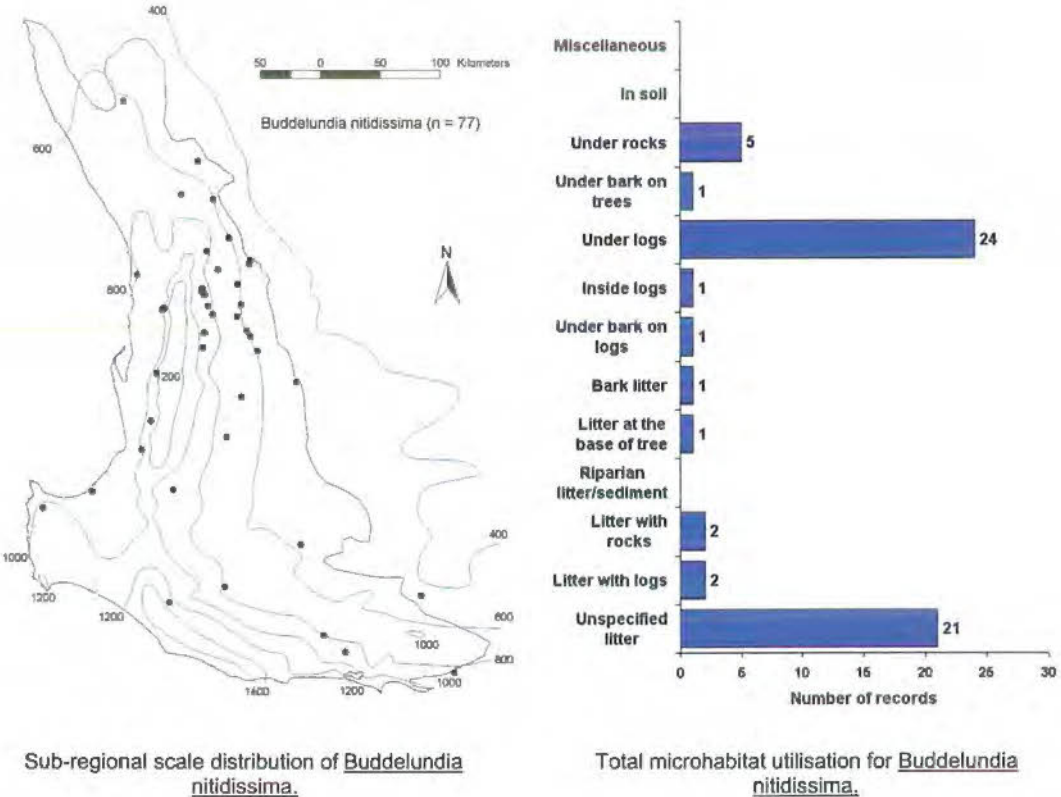 400
50 0 50 100 Kilometers
Buddelundia nitidissima (n = 77)
600
N
800
200
400
1000
1200
1200
600
1000
800
1000
1400
1200
Sub-regional scale distribution of Buddelundia
nitidissima.
Miscellaneous
In soil
Under rocks
5
Under bark on
trees
1
Under logs
24
Inside logs
1
Under bark on
logs
1
Bark litter
1
Litter at the
base of tree
1
Riparian
litter/sediment
Litter with
rocks
2
Litter with logs
2
Unspecified
litter
21
0 5 10 15 20 25 30
Number of records
Total microhabitat utilisation for Buddelundia
nitidissima.